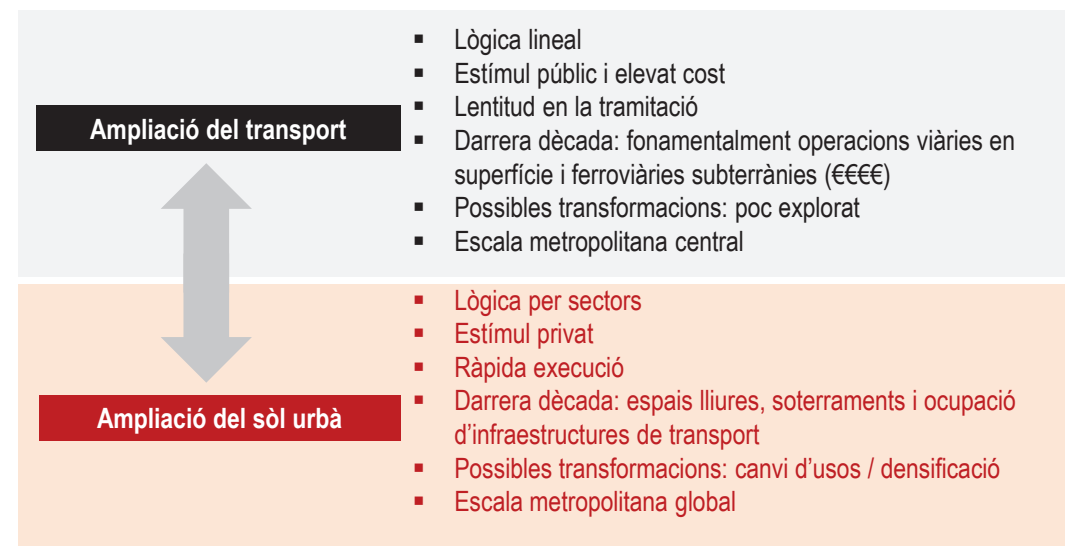 Ampliació del transport
▪ Lògica lineal
▪ Estímul públic i elevat cost
▪ Lentitud en la tramitació
▪ Darrera dècada: fonamentalment operacions viàries en
superfície i ferroviàries subterrànies (€€€€)
▪ Possibles transformacions: poc explorat
▪ Escala metropolitana central
Ampliació del sòl urbà
▪ Lògica per sectors
▪ Estímul privat
▪ Ràpida execució
▪ Darrera dècada: espais lliures, soterraments i ocupació
d’infraestructures de transport
▪ Possibles transformacions: canvi d’usos / densificació
▪ Escala metropolitana global